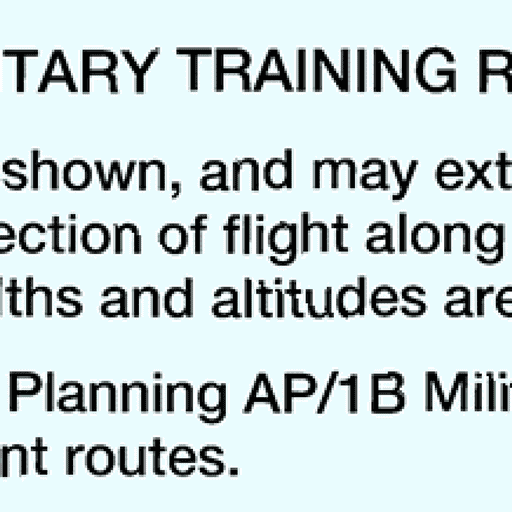 ITARY TRAINING R
shown, and may ext
ection of flight along
lths and altitudes are
Planning AP/1B Milit
nt routes.